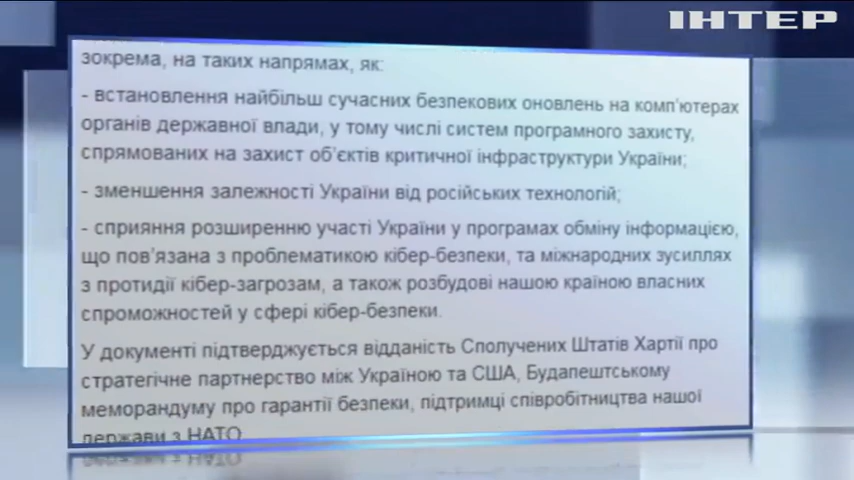 ІНТЕР
зокрема, на таких напрямах, як:
- встановлення найбільш сучасних безпекових оновлень на комп'ютерах
органів державної влади, у тому числі систем програмного захисту,
спрямованих на захист об'єктів критичної інфраструктури України;
- зменшення залежності України від російських технологій;
- сприяння розширенню участі України у програмах обміну інформацією,
що пов'язана з проблематикою кібер-безпеки, та міжнародних зусиллях
з протидії кібер-загрозам, а також розбудові нашою країною власних
спроможностей у сфері кібер-безпеки.
У документі підтверджується відданість Сполучених Штатів Хартії про
стратегічне партнерство між Україною та США, Будапештському
меморандуму про гарантії безпеки, підтримці співробітництва нашої
держави з НАТО